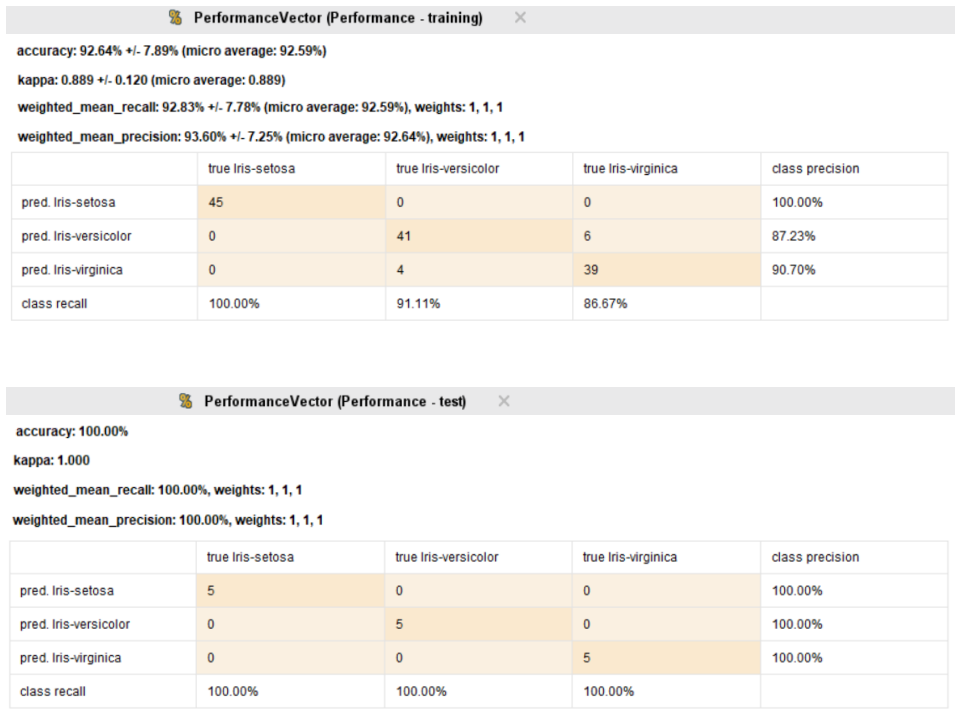 PerformanceVector (Performance - training)
accuracy: 92.64% +/- 7.89% (micro average: 92.59%)
kappa: 0.889 +/- 0.120 (micro average: 0.889)
weighted_mean_recall: 92.83% +/- 7.78% (micro average: 92.59%), weights: 1, 1, 1
weighted_mean_precision: 93.60% +/- 7.25% (micro average: 92.64%), weights: 1, 1, 1
true Iris-setosa true Iris-versicolor true Iris-virginica class precision
pred. Iris-setosa 45 0 0 100.00%
pred. Iris-versicolor 0 41 6 87.23%
pred. Iris-virginica 0 4 39 90.70%
class recall 100.00% 91.11% 86.67%
PerformanceVector (Performance - test)
accuracy: 100.00%
kappa: 1.000
weighted_mean_recall: 100.00%, weights: 1, 1, 1
weighted_mean_precision: 100.00%, weights: 1, 1, 1
true Iris-setosa true Iris-versicolor true Iris-virginica class precision
pred. Iris-setosa 5 0 0 100.00%
pred. Iris-versicolor 0 5 0 100.00%
pred. Iris-virginica 0 0 5 100.00%
class recall 100.00% 100.00% 100.00%